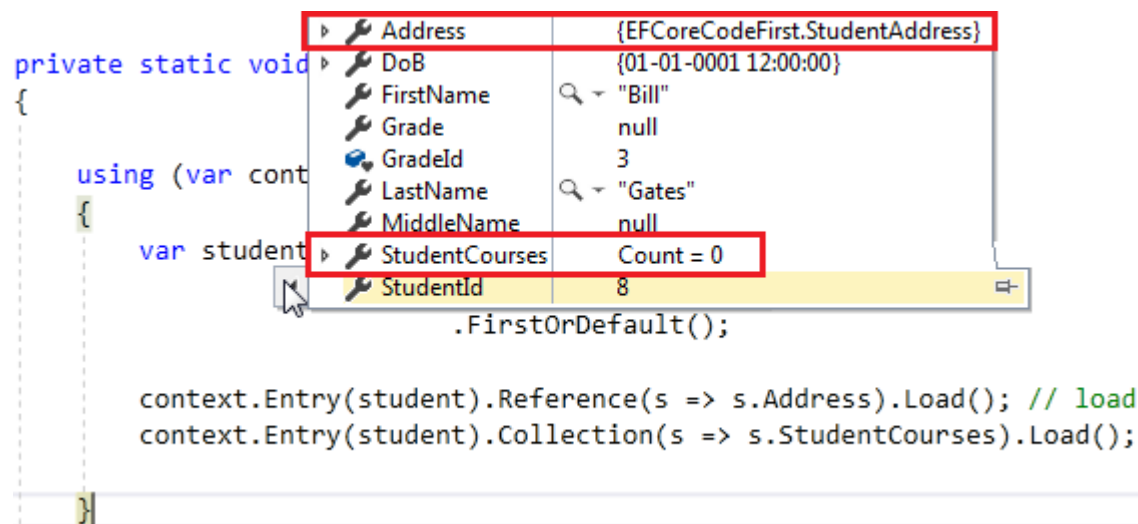 Address {EFCoreCodeFirst.StudentAddress}
private static void DoB {01-01-0001 12:00:00}
{ FirstName "Bill"
Grade null
GradeId 3
using (var cont LastName "Gates"
{ MiddleName null
var student StudentCourses Count = 0
StudentId 8
.FirstOrDefault();
context.Entry(student).Reference(s => s.Address).Load(); // load
context.Entry(student).Collection(s => s.StudentCourses).Load();
}